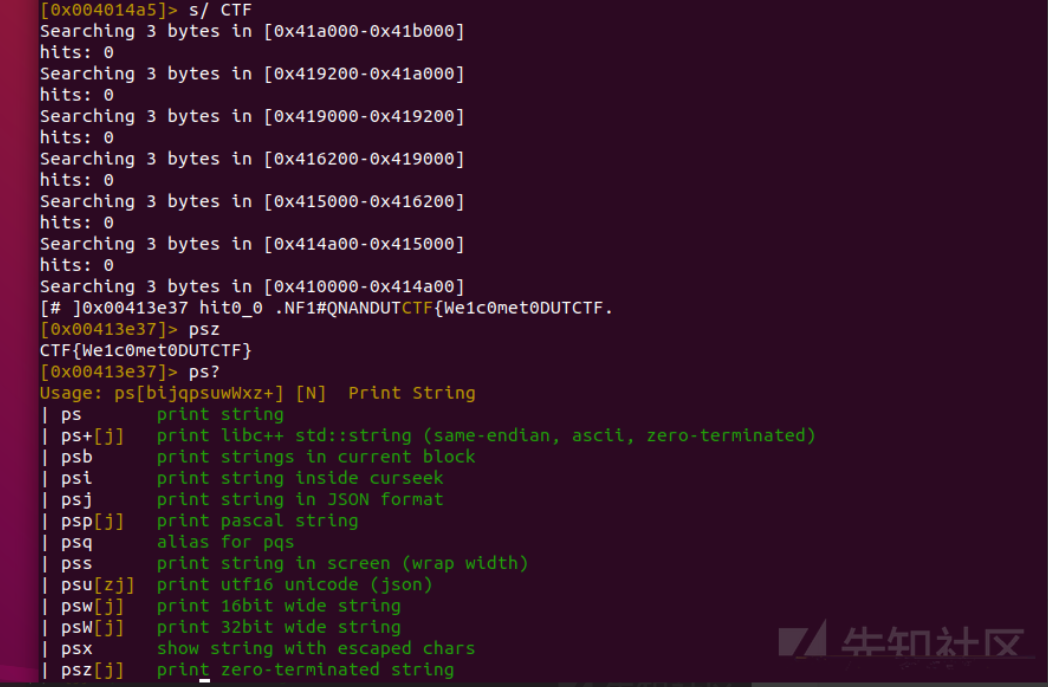 [0x004014a5]> s/ CTF
Searching 3 bytes in [0x41a000-0x41b000]
hits: 0
Searching 3 bytes in [0x419200-0x41a000]
hits: 0
Searching 3 bytes in [0x419000-0x419200]
hits: 0
Searching 3 bytes in [0x416200-0x419000]
hits: 0
Searching 3 bytes in [0x415000-0x416200]
hits: 0
Searching 3 bytes in [0x414a00-0x415000]
hits: 0
Searching 3 bytes in [0x410000-0x414a00]
[# ]0x00413e37 hit0_0 .NF1#QNANDUTCTF{We1c0met0DUTCTF.
[0x00413e37]> psz
CTF{We1c0met0DUTCTF}
[0x00413e37]> ps?
Usage: ps[bijqpsuwWxz+] [N]  Print String
| ps       print string
| ps+[j]   print libc++ std::string (same-endian, ascii, zero-terminated)
| psb      print strings in current block
| psi      print string inside curseek
| psj      print string in JSON format
| psp[j]   print pascal string
| psq      alias for pqs
| pss      print string in screen (wrap width)
| psu[zj]  print utf16 unicode (json)
| psw[j]   print 16bit wide string
| psW[j]   print 32bit wide string
| psx      show string with escaped chars
| psz[j]   print zero-terminated string
先知社区